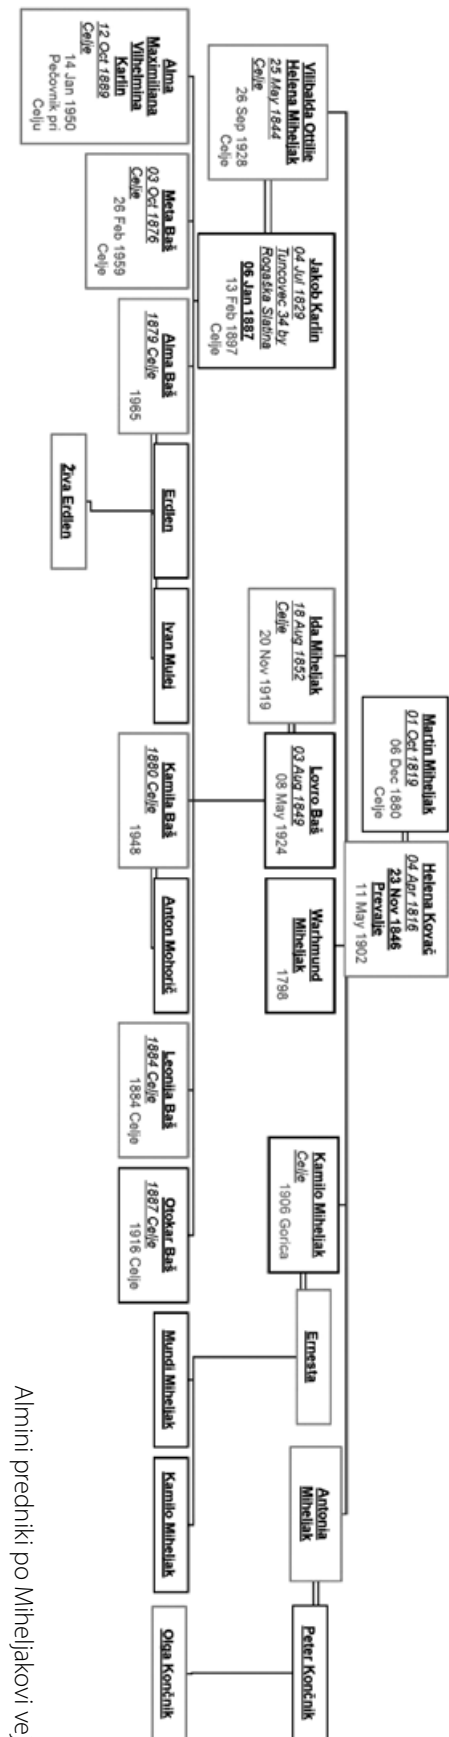 Martin Miheljak
01 Oct 1819
06 Dec 1880
Celje
Helena Kovač
04 Apr 1816
23 Nov 1846
Prevalje
11 May 1902
Vilibalda Ottilie
Helena Miheljak
25 May 1844
Celje
26 Sep 1928
Celje
Jakob Karlin
04 Jul 1829
Tuncovec 34 by
Rogaška Slatina
06 Jan 1887
13 Feb 1897
Celje
Ida Miheljak
18 Aug 1852
Celje
20 Nov 1919
Lovro Baš
03 Aug 1849
08 May 1924
Warhmund
Miheljak
1798
Kamilo Miheljak
Celje
1906 Gorica
Ernesta
Antonia
Miheljak
Peter Končnik
Alma
Maximiliana
Vilhelmina
Karlin
12 Oct 1889
Celje
14 Jan 1950
Pečovnik pri
Celju
Meta Baš
03 Oct 1876
Celje
26 Feb 1959
Celje
Alma Baš
1879 Celje
1965
Erdlen
Ivan Mulej
Kamila Baš
1880 Celje
1948
Anton Mohorič
Leonija Baš
1884 Celje
1884 Celje
Otokar Baš
1887 Celje
1916 Celje
Mundi Miheljak
Kamilo Miheljak
Olga Končnik
Živa Erdlen
Almini predniki po Miheljakovi ve